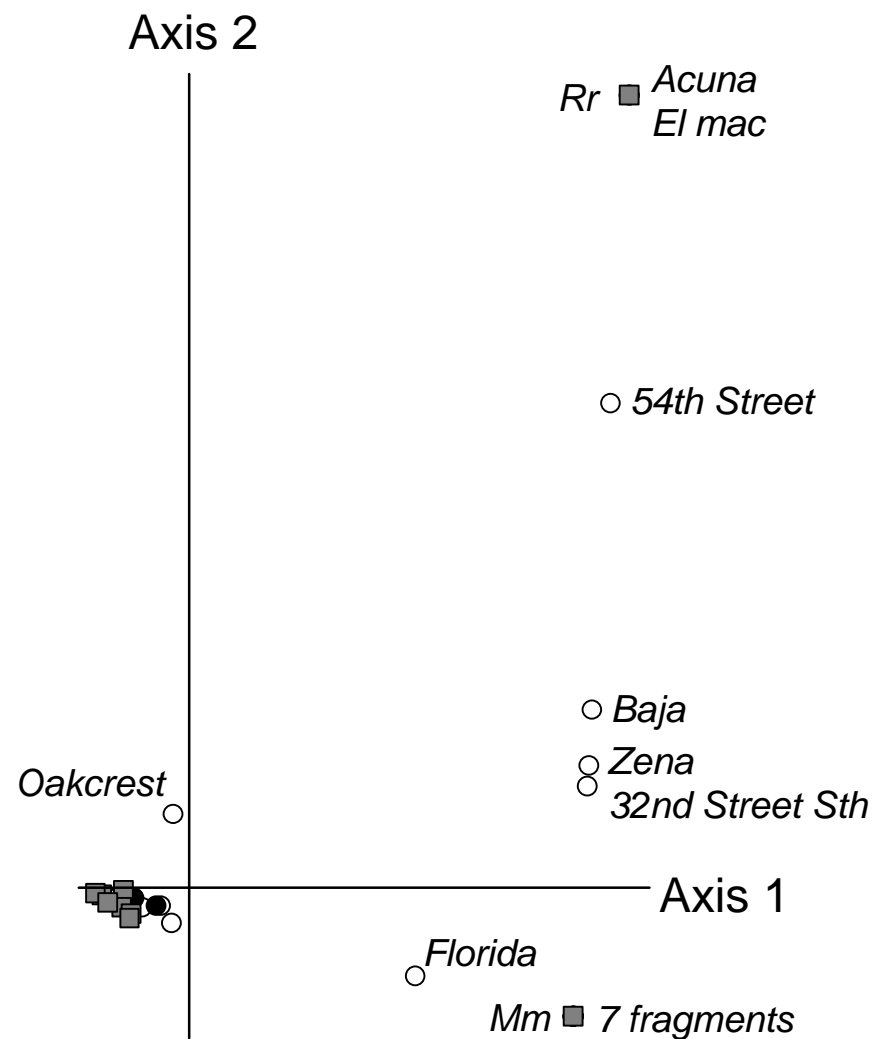 Axis 2
Rr
Acuna
El mac
54th Street
Baja
Zena
Oakcrest
32nd Street Sth
Axis 1
Florida
Mm
7 fragments